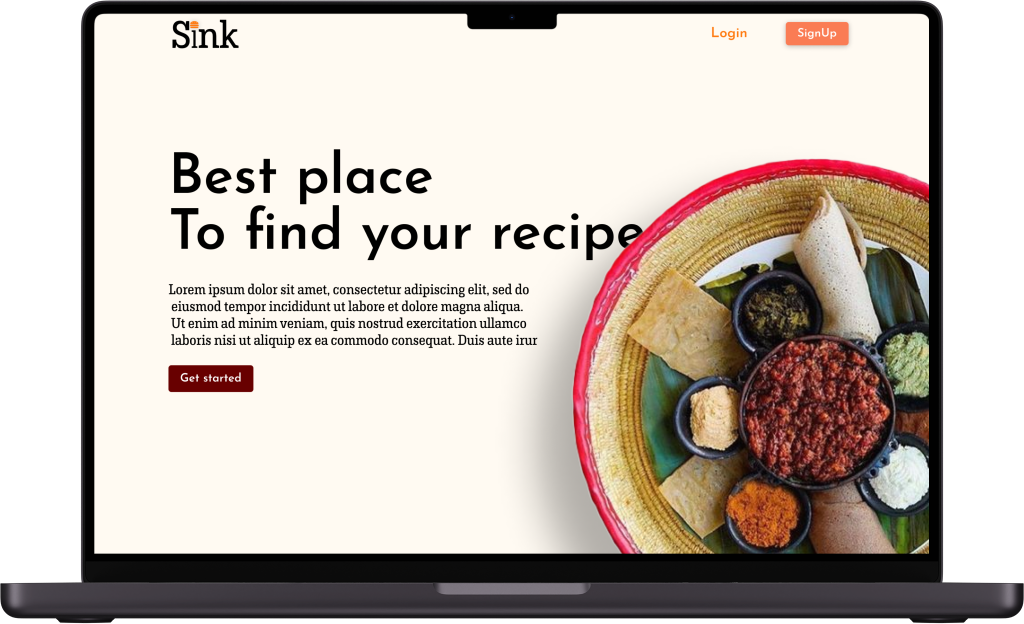 Sink
Login
SignUp
Best place
To find your recipe
Lorem ipsum dolor sit amet, consectetur adipiscing elit, sed do
eiusmod tempor incididunt ut labore et dolore magna aliqua.
Ut enim ad minim veniam, quis nostrud exercitation ullamco
laboris nisi ut aliquip ex ea commodo consequat. Duis aute irur
Get started